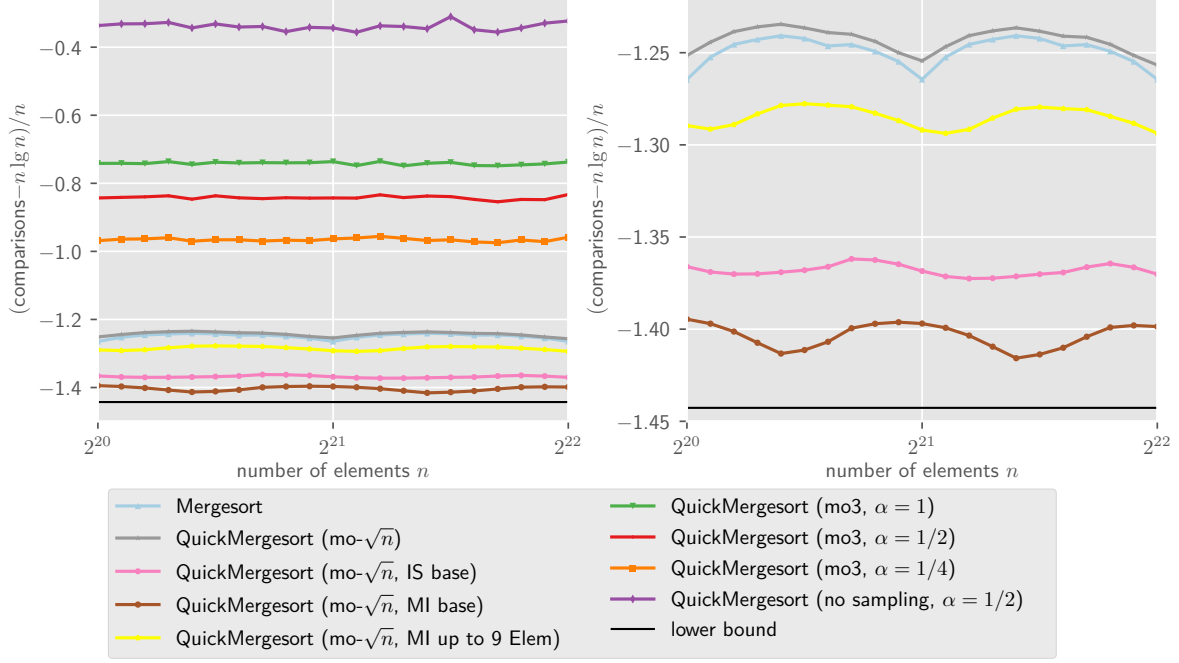 −0.4
−0.6
−0.8
−1.0
−1.2
−1.4
(comparisons−n lg n)/n
2^20
2^21
2^22
number of elements n
−1.25
−1.30
−1.35
−1.40
−1.45
(comparisons−n lg n)/n
2^20
2^21
2^22
number of elements n
Mergesort
QuickMergesort (mo-√n)
QuickMergesort (mo-√n, IS base)
QuickMergesort (mo-√n, MI base)
QuickMergesort (mo-√n, MI up to 9 Elem)
QuickMergesort (mo3, α = 1)
QuickMergesort (mo3, α = 1/2)
QuickMergesort (mo3, α = 1/4)
QuickMergesort (no sampling, α = 1/2)
lower bound